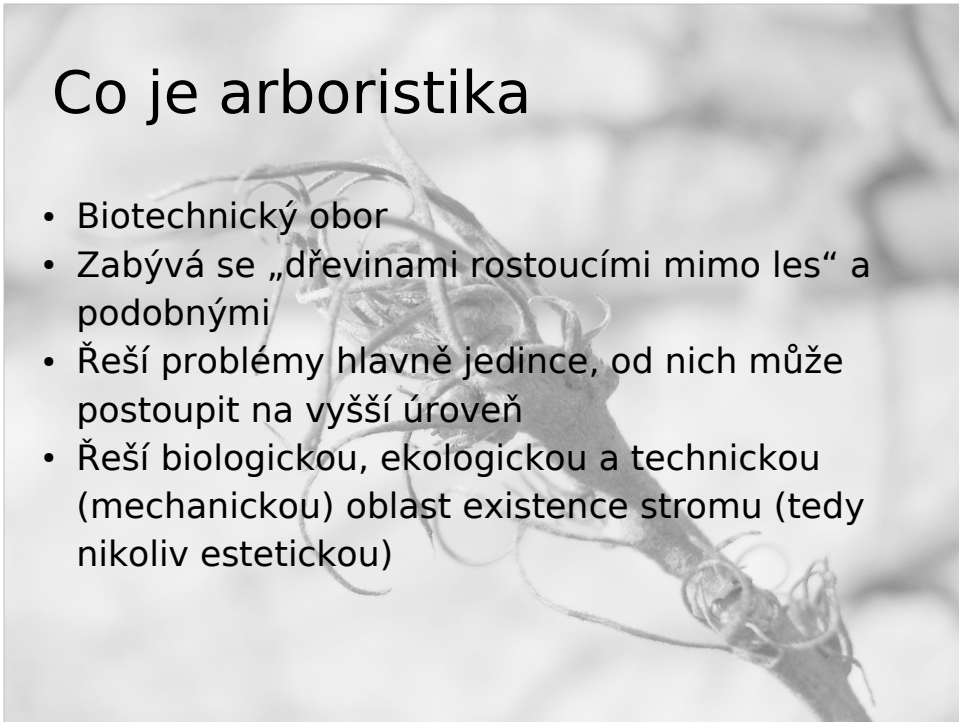 Co je arboristika
• Biotechnický obor
• Zabývá se „dřevinami rostoucími mimo les“ a
podobnými
• Řeší problémy hlavně jedince, od nich může
postoupit na vyšší úroveň
• Řeší biologickou, ekologickou a technickou
(mechanickou) oblast existence stromu (tedy
nikoliv estetickou)